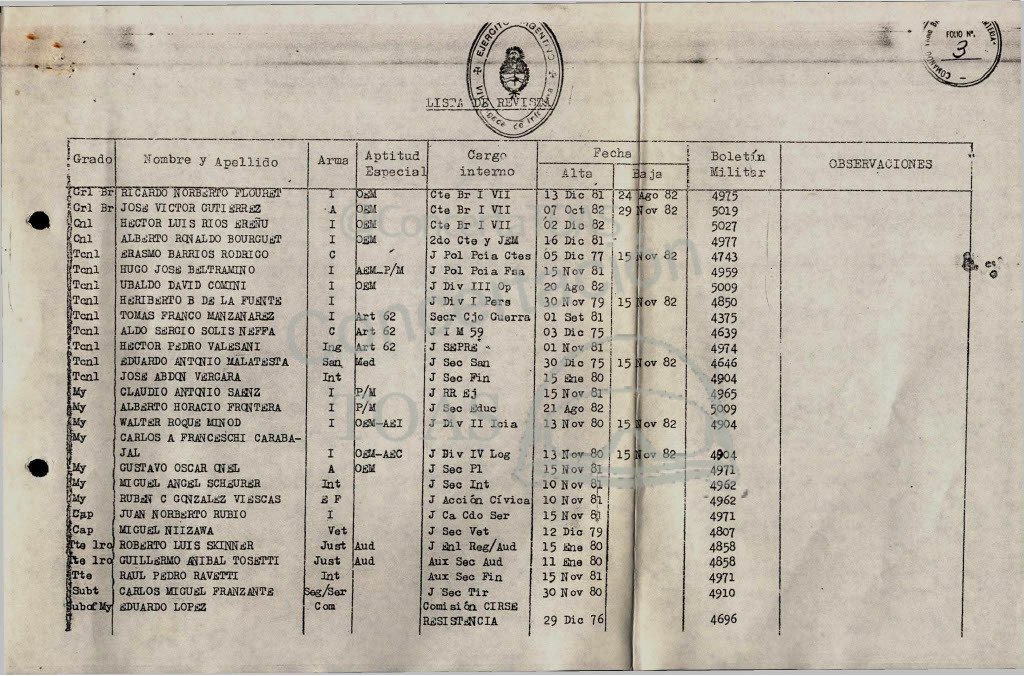 EJERCITO ARGENTINO
FOLIO Nº.
3
COMANDO
LISTA DE REVISTA
Grado Nombre y Apellido Arma Aptitud Especial Cargo interno Fecha Alta Baja Boletín Militar OBSERVACIONES
Grl Br RICARDO NORBERTO FLOURET I OEM Cte Br I VII 13 Dic 81 24 Ago 82 4975
Grl Br JOSE VICTOR GUTIERREZ A OEM Cte Br I VII 07 Oct 82 29 Nov 82 5019
Cnl HECTOR LUIS RIOS EREÑU I OEM Cte Br I VII 02 Dic 82 5027
Cnl ALBERTO RONALDO BOURGUET I OEM 2do Cte y JEM 16 Dic 81 4977
Tcnl ERASMO BARRIOS RODRIGO C J Pol Pcia Ctes 05 Dic 77 15 Nov 82 4743
Tcnl HUGO JOSE BELTRAMINO I AEM-P/M J Pol Pcia Fsa 15 Nov 81 4959
Tcnl UBALDO DAVID COMINI I OEM J Div III Op 20 Ago 82 5009
Tcnl HERIBERTO B DE LA FUENTE I J Div I Pers 30 Nov 79 15 Nov 82 4850
Tcnl TOMAS FRANCO MANZANAREZ I Art 62 Secr Cjo Guerra 01 Set 81 4375
Tcnl ALDO SERGIO SOLIS NEFFA C Art 62 J I M 59 03 Dic 75 4639
Tcnl HECTOR PEDRO VALESANI Ing Art 62 J SEPRE 01 Nov 81 4974
Tcnl EDUARDO ANTONIO MALATESTA San Med J Sec San 30 Dic 75 15 Nov 82 4646
Tcnl JOSE ABDON VERGARA Int J Sec Fin 15 Ene 80 4904
My CLAUDIO ANTONIO SAENZ I P/M J RR Ej 15 Nov 81 4965
My ALBERTO HORACIO FRONTERA I P/M J Sec Educ 21 Ago 82 5009
My WALTER ROQUE MINOD I OEM-AEI J Div II Icia 13 Nov 80 15 Nov 82 4904
My CARLOS A FRANCESCHI CARABA-
JAL I OEM-AEC J Div IV Log 13 Nov 80 15 Nov 82 4904
My GUSTAVO OSCAR ONEL A OEM J Sec Pl 15 Nov 81 4971
My MIGUEL ANGEL SCHEURER Int J Sec Int 10 Nov 81 4962
My RUBEN C GONZALEZ VIESCAS E F J Acción Cívica 10 Nov 81 4962
Cap JUAN NORBERTO RUBIO I J Ca Cdo Ser 15 Nov 81 4971
Cap MIGUEL NIIZAWA Vet J Sec Vet 12 Dic 79 4807
Tte 1ro ROBERTO LUIS SKINNER Just Aud J Enl Reg/Aud 15 Ene 80 4858
Tte 1ro GUILLERMO ANIBAL TOSETTI Just Aud Aux Sec Aud 11 Ene 80 4858
Tte RAUL PEDRO RAVETTI Int Aux Sec Fin 15 Nov 81 4971
Subt CARLOS MIGUEL FRANZANTE Seg/Ser J Sec Tir 30 Nov 80 4910
Subof My EDUARDO LOPEZ Com Comisión CIRSE
RESISTENCIA 29 Dic 76 4696